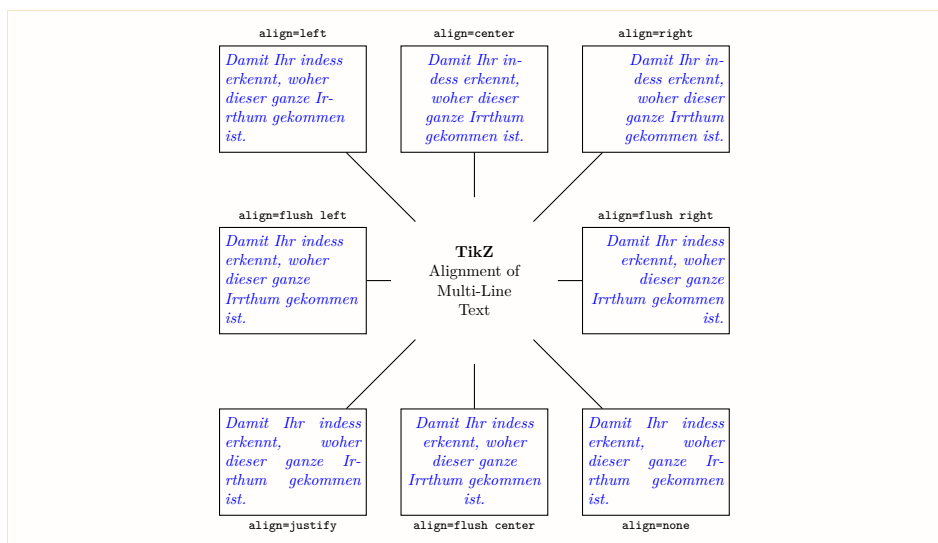 align=left
Damit Ihr indess
erkennt, woher
dieser ganze Ir-
rthum gekommen
ist.
align=center
Damit Ihr in-
dess erkennt,
woher dieser
ganze Irrthum
gekommen ist.
align=right
Damit Ihr in-
dess erkennt,
woher dieser
ganze Irrthum
gekommen ist.
align=flush left
Damit Ihr indess
erkennt, woher
dieser ganze
Irrthum gekommen
ist.
TikZ
Alignment of
Multi-Line
Text
align=flush right
Damit Ihr indess
erkennt, woher
dieser ganze
Irrthum gekommen
ist.
Damit Ihr indess
erkennt, woher
dieser ganze Ir-
rthum gekommen
ist.
align=justify
Damit Ihr indess
erkennt, woher
dieser ganze
Irrthum gekommen
ist.
align=flush center
Damit Ihr indess
erkennt, woher
dieser ganze Ir-
rthum gekommen
ist.
align=none